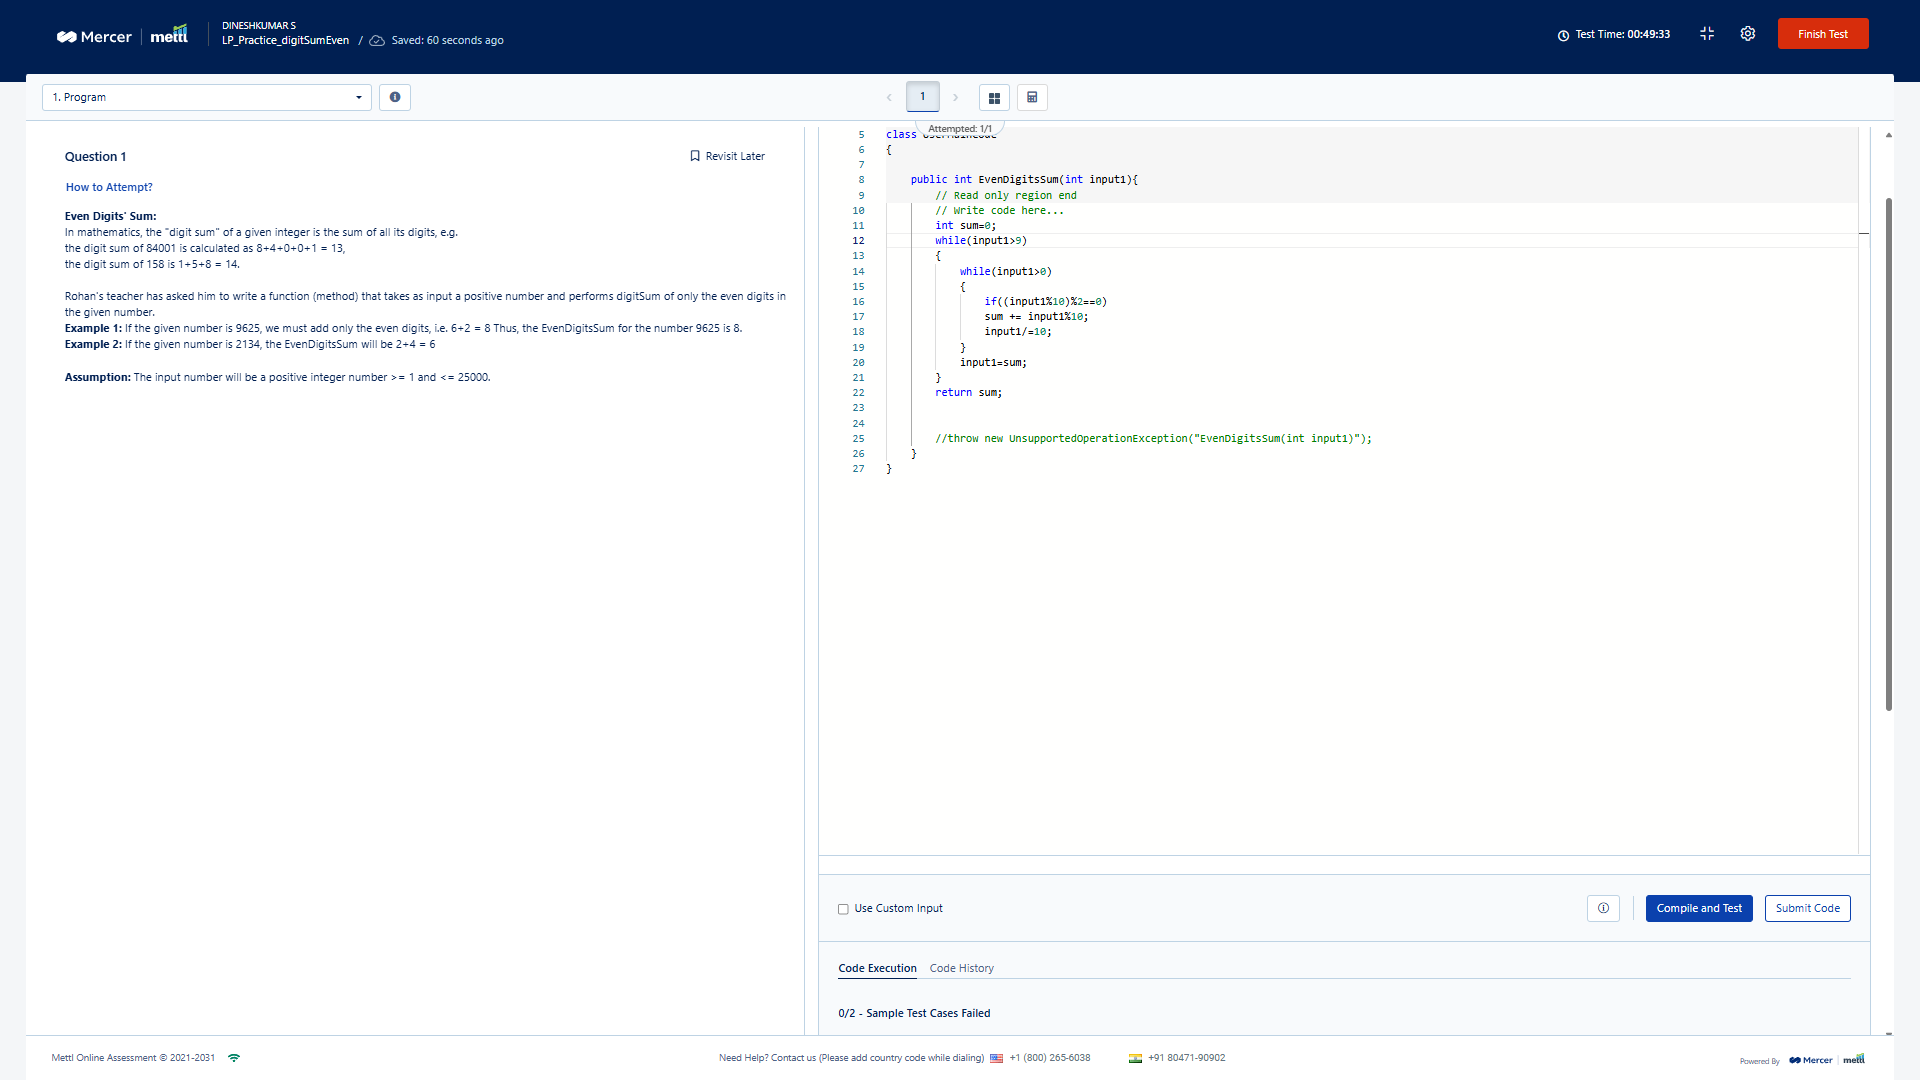 Mercer | mettl
DINESHKUMAR S
LP_Practice_digitSumEven / Saved: 60 seconds ago
Test Time: 00:49:33
Finish Test
1. Program
1
Attempted: 1/1
Question 1
Revisit Later
How to Attempt?
Even Digits' Sum:
In mathematics, the "digit sum" of a given integer is the sum of all its digits, e.g.
the digit sum of 84001 is calculated as 8+4+0+0+1 = 13,
the digit sum of 158 is 1+5+8 = 14.
Rohan's teacher has asked him to write a function (method) that takes as input a positive number and performs digitSum of only the even digits in
the given number.
Example 1: If the given number is 9625, we must add only the even digits, i.e. 6+2 = 8 Thus, the EvenDigitsSum for the number 9625 is 8.
Example 2: If the given number is 2134, the EvenDigitsSum will be 2+4 = 6
Assumption: The input number will be a positive integer number >= 1 and <= 25000.
5 class
6 {
7
8 public int EvenDigitsSum(int input1){
9 // Read only region end
10 // Write code here...
11 int sum=0;
12 while(input1>9)
13 {
14 while(input1>0)
15 {
16 if((input1%10)%2==0)
17 sum += input1%10;
18 input1/=10;
19 }
20 input1=sum;
21 }
22 return sum;
23
24
25 //throw new UnsupportedOperationException("EvenDigitsSum(int input1)");
26 }
27 }
Use Custom Input
Compile and Test
Submit Code
Code Execution
Code History
0/2 - Sample Test Cases Failed
Mettl Online Assessment © 2021-2031
Need Help? Contact us (Please add country code while dialing) +1 (800) 265-6038 +91 80471-90902
Powered By Mercer | mettl